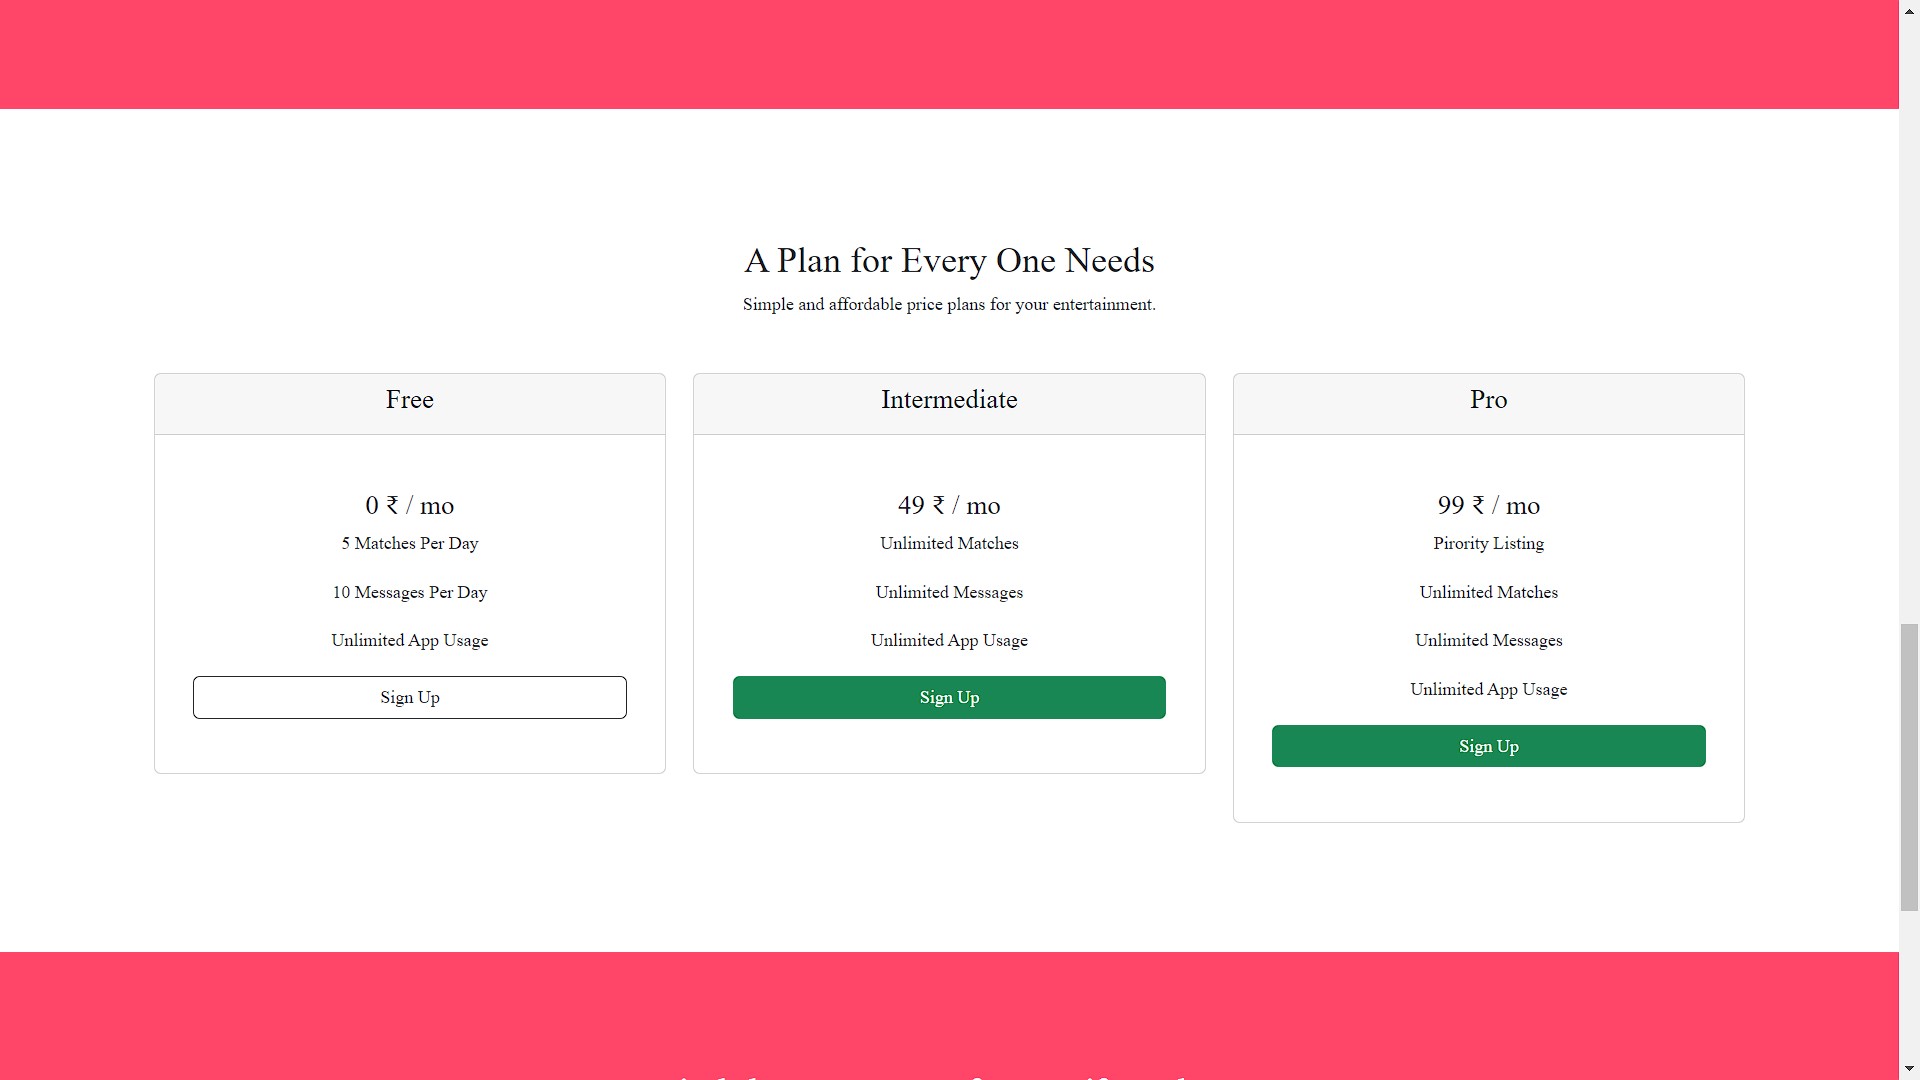 A Plan for Every One Needs
Simple and affordable price plans for your entertainment.
Free
0 ₹ / mo
5 Matches Per Day
10 Messages Per Day
Unlimited App Usage
Sign Up
Intermediate
49 ₹ / mo
Unlimited Matches
Unlimited Messages
Unlimited App Usage
Sign Up
Pro
99 ₹ / mo
Pirority Listing
Unlimited Matches
Unlimited Messages
Unlimited App Usage
Sign Up